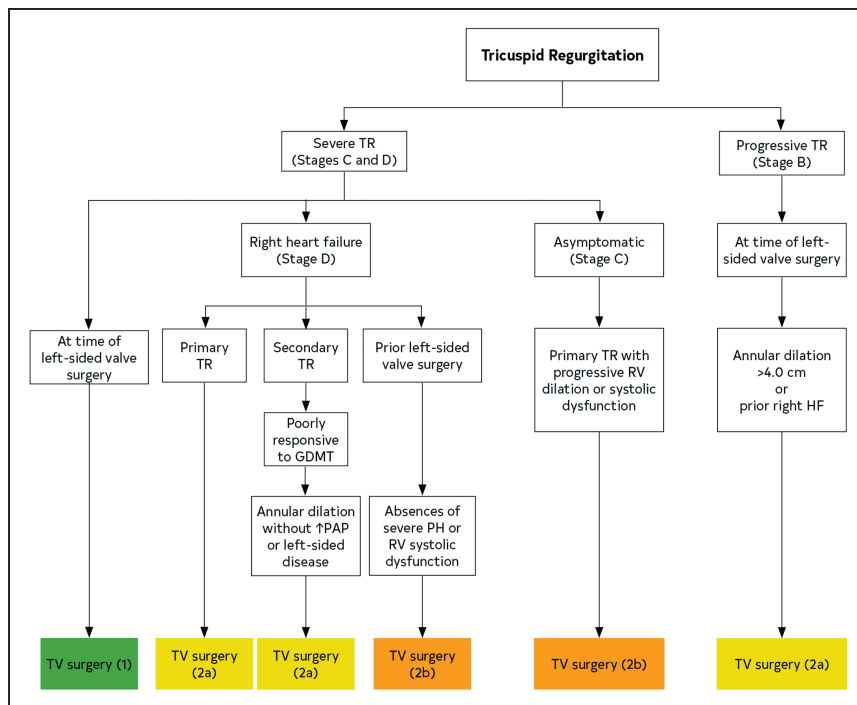 Tricuspid Regurgitation
Severe TR
(Stages C and D)
Progressive TR
(Stage B)
Right heart failure
(Stage D)
Asymptomatic
(Stage C)
At time of left-
sided valve surgery
At time of
left-sided valve
surgery
Primary
TR
Secondary
TR
Prior left-sided
valve surgery
Primary TR with
progressive RV
dilation or systolic
dysfunction
Annular dilation
>4.0 cm
or
prior right HF
Poorly
responsive
to GDMT
Annular dilation
without ↑PAP
or left-sided
disease
Absences of
severe PH or
RV systolic
dysfunction
TV surgery (1)
TV surgery
(2a)
TV surgery
(2a)
TV surgery
(2b)
TV surgery (2b)
TV surgery (2a)